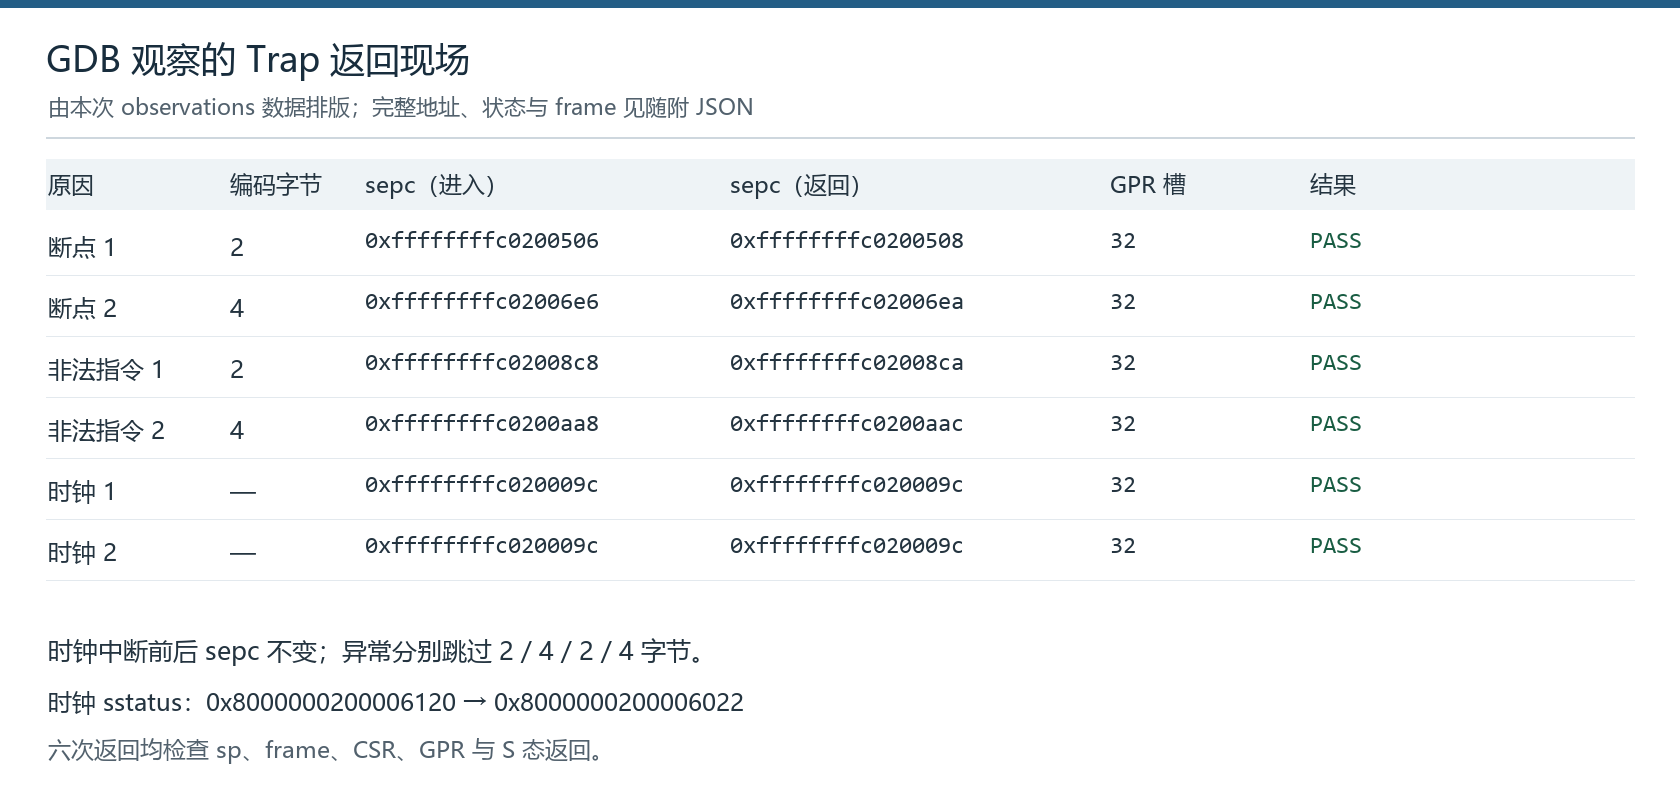 GDB 观察的 Trap 返回现场
由本次 observations 数据排版；完整地址、状态与 frame 见随附 JSON
原因 编码字节 sepc（进入） sepc（返回） GPR 槽 结果
断点 1 2 0xffffffffc0200506 0xffffffffc0200508 32 PASS
断点 2 4 0xffffffffc02006e6 0xffffffffc02006ea 32 PASS
非法指令 1 2 0xffffffffc02008c8 0xffffffffc02008ca 32 PASS
非法指令 2 4 0xffffffffc0200aa8 0xffffffffc0200aac 32 PASS
时钟 1 — 0xffffffffc020009c 0xffffffffc020009c 32 PASS
时钟 2 — 0xffffffffc020009c 0xffffffffc020009c 32 PASS
时钟中断前后 sepc 不变；异常分别跳过 2 / 4 / 2 / 4 字节。
时钟 sstatus：0x8000000200006120 → 0x8000000200006022
六次返回均检查 sp、frame、CSR、GPR 与 S 态返回。